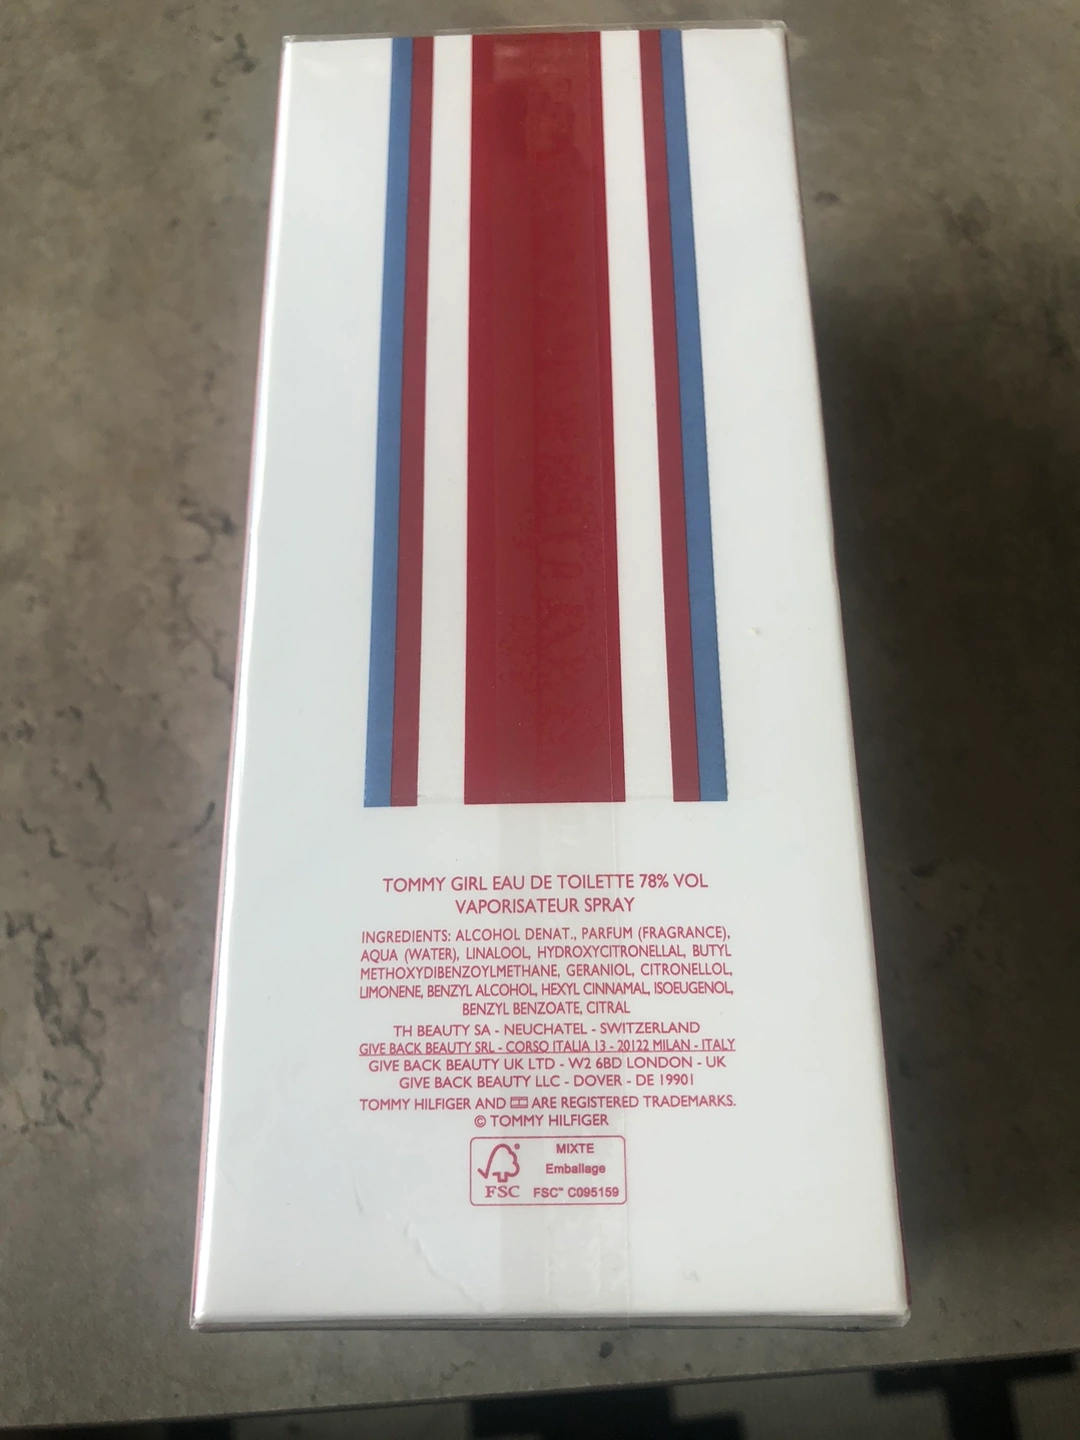 TOMMY GIRL EAU DE TOILETTE 78% VOL
VAPORISATEUR SPRAY
INGREDIENTS: ALCOHOL DENAT., PARFUM (FRAGRANCE),
AQUA (WATER), LINALOOL, HYDROXYCITRONELLAL, BUTYL
METHOXYDIBENZOYLMETHANE, GERANIOL, CITRONELLOL,
LIMONENE, BENZYL ALCOHOL, HEXYL CINNAMAL, ISOEUGENOL,
BENZYL BENZOATE, CITRAL
TH BEAUTY SA - NEUCHATEL - SWITZERLAND
GIVE BACK BEAUTY SRL - CORSO ITALIA 13 - 20122 MILAN - ITALY
GIVE BACK BEAUTY UK LTD - W2 6BD LONDON - UK
GIVE BACK BEAUTY LLC - DOVER - DE 19901
TOMMY HILFIGER AND ARE REGISTERED TRADEMARKS.
© TOMMY HILFIGER
MIXTE
Emballage
FSC
FSC™ C095159